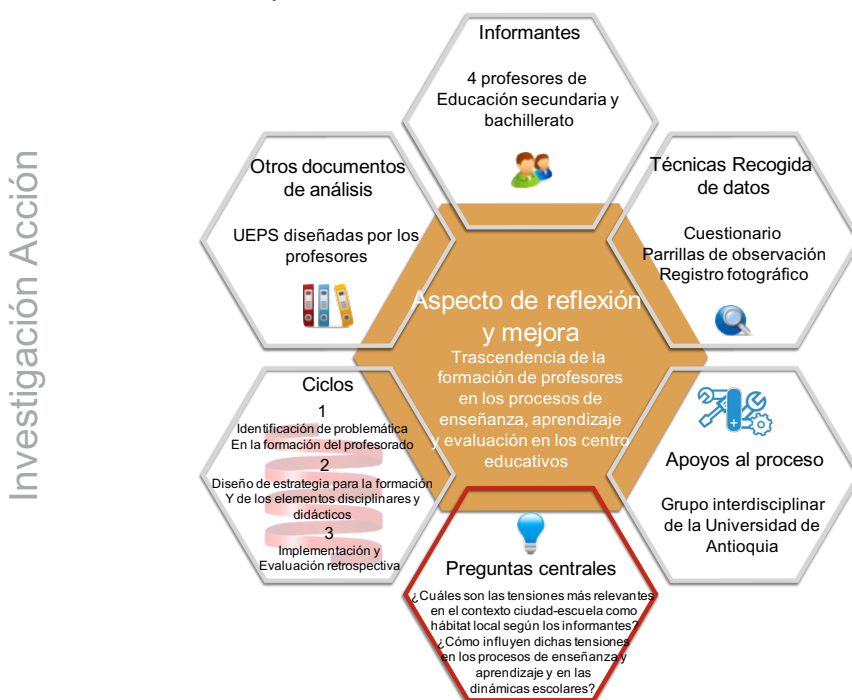 Investigación Acción
Informantes
4 profesores de
Educación secundaria y
bachillerato
Otros documentos
de análisis
UEPS diseñadas por los
profesores
Técnicas Recogida
de datos
Cuestionario
Parrillas de observación
Registro fotográfico
Aspecto de reflexión
y mejora
Trascendencia de la
formación de profesores
en los procesos de
enseñanza, aprendizaje
y evaluación en los centro
educativos
Ciclos
1
Identificación de problemática
En la formación del profesorado
2
Diseño de estrategia para la formación
Y de los elementos disciplinares y
didácticos
3
Implementación y
Evaluación retrospectiva
Apoyos al proceso
Grupo interdisciplinar
de la Universidad de
Antioquia
Preguntas centrales
¿Cuáles son las tensiones más relevantes
en el contexto ciudad-escuela como
hábitat local según los informantes?
¿Cómo influyen dichas tensiones
en los procesos de enseñanza y
aprendizaje y en las
dinámicas escolares?